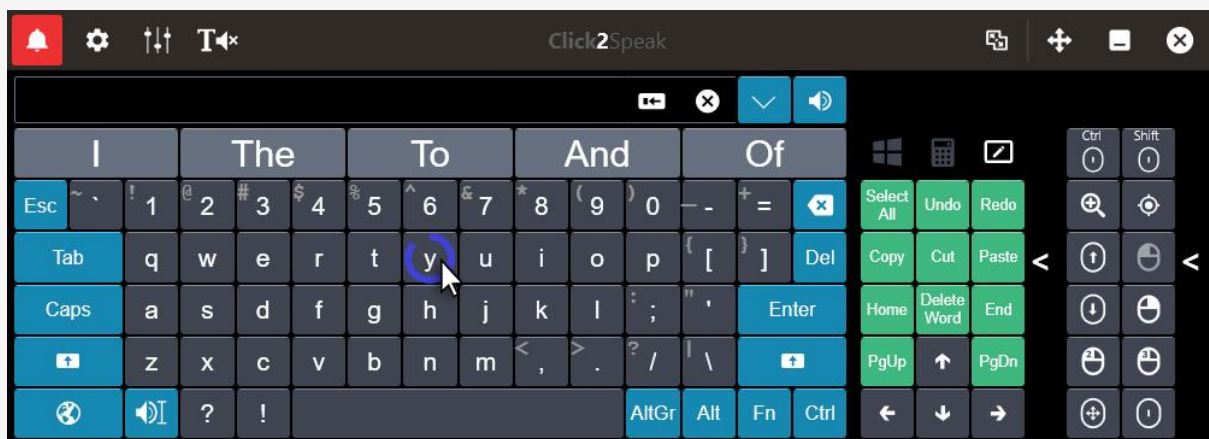 T Click2Speak
I The To And Of Ctrl Shift
Esc ~ ` ! 1 @ 2 # 3 $ 4 % 5 ^ 6 & 7 * 8 ( 9 ) 0 _ - + = Select All Undo Redo
Tab q w e r t y u i o p { [ } ] Del Copy Cut Paste < <
Caps a s d f g h j k l : ; " ' Enter Home Delete Word End
z x c v b n m < , > . ? / | \ PgUp PgDn
? ! AltGr Alt Fn Ctrl